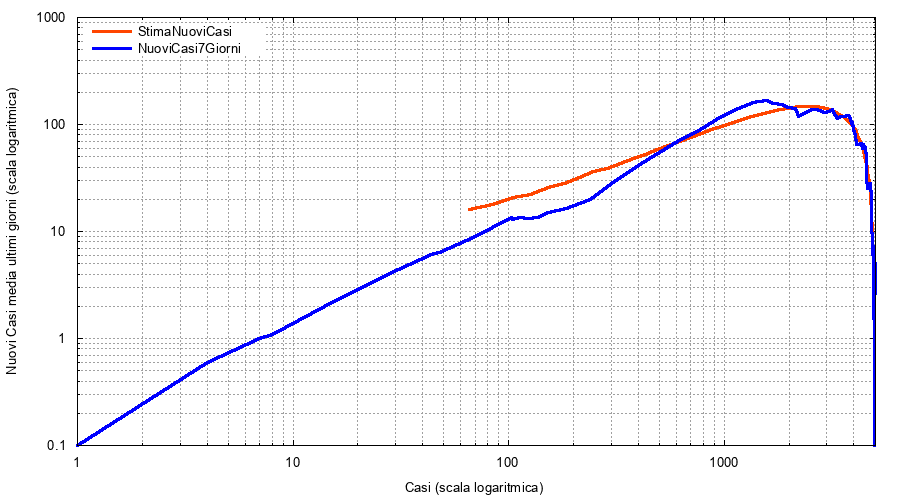 1000
StimaNuoviCasi
NuoviCasi7Giorni
100
10
1
0.1
Nuovi Casi media ultimi giorni (scala logaritmica)
1
10
100
1000
Casi (scala logaritmica)